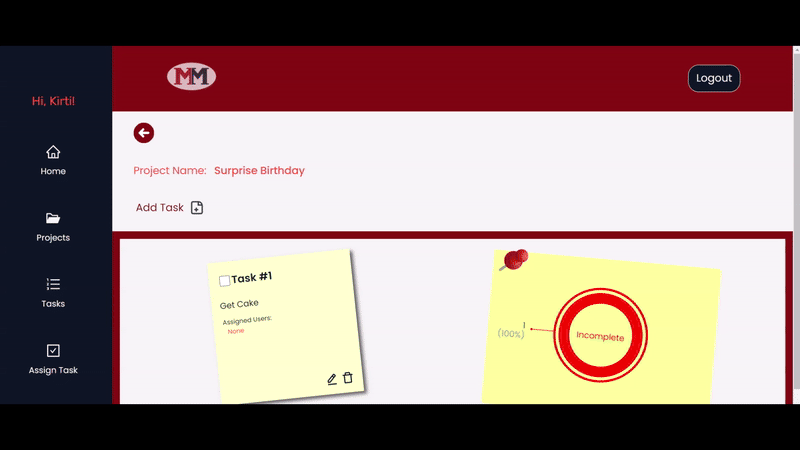 MM
Logout
Hi, Kirti!
Home
Projects
Tasks
Assign Task
Project Name: Surprise Birthday
Add Task
Task #1
Get Cake
Assigned Users:
None
1
(100%)
Incomplete